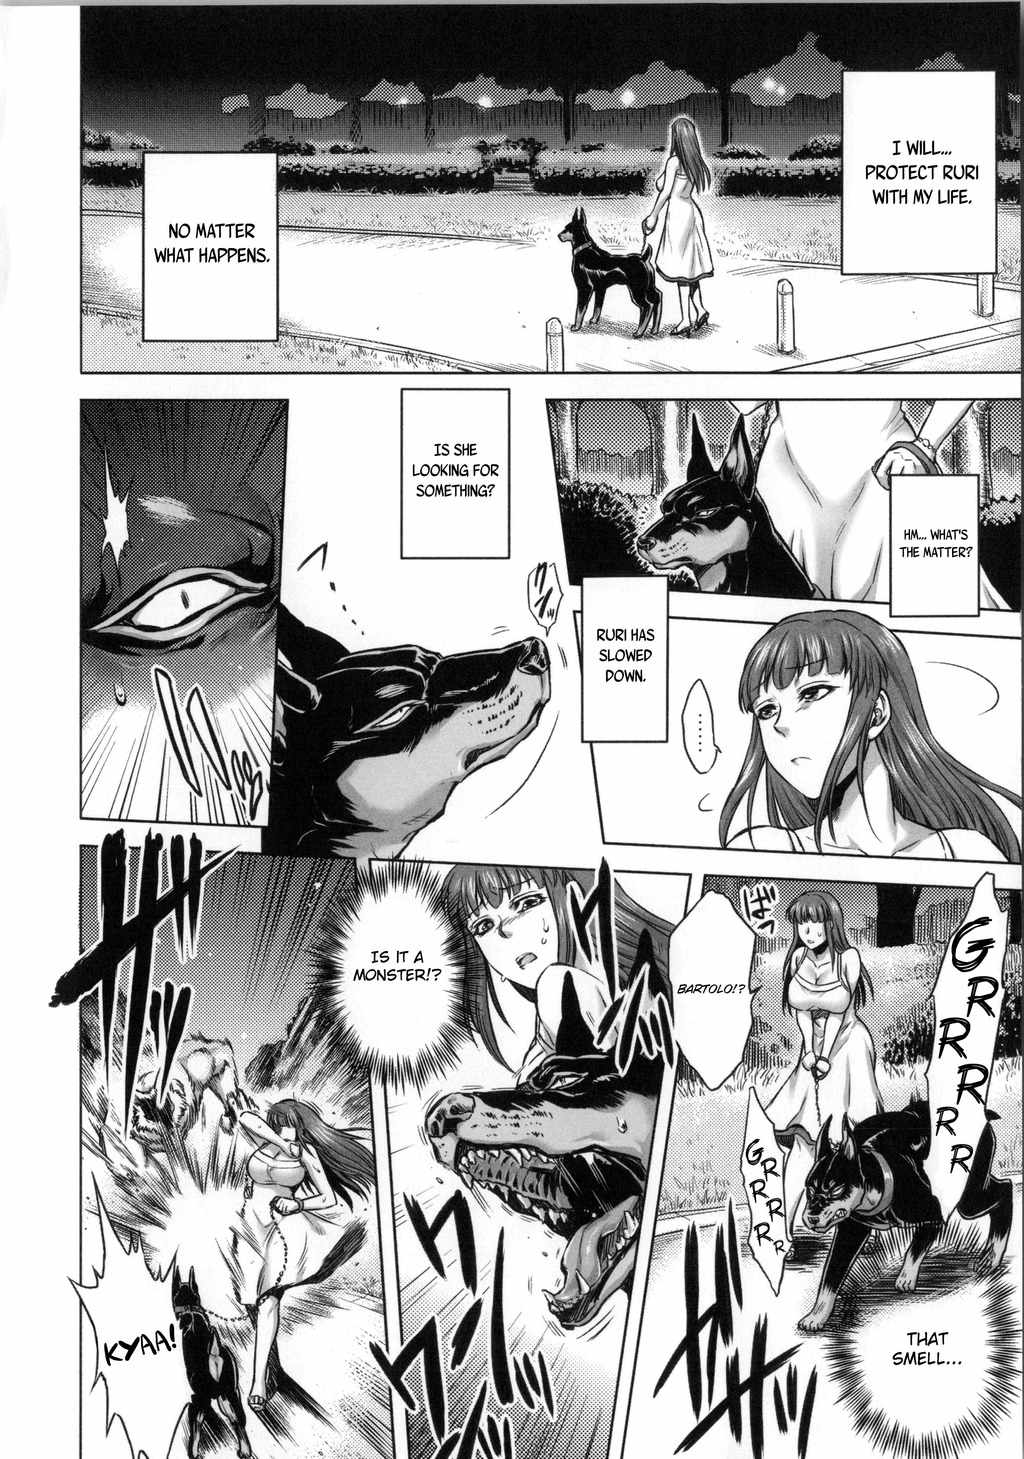 I WILL...
PROTECT RURI
WITH MY LIFE.
NO MATTER
WHAT HAPPENS.
HM... WHAT'S
THE MATTER?
RURI HAS
SLOWED
DOWN.
......
IS SHE
LOOKING FOR
SOMETHING?
GRRRRR
BARTOLO!?
GRRRR
THAT
SMELL...
IS IT A
MONSTER!?
KYAA!